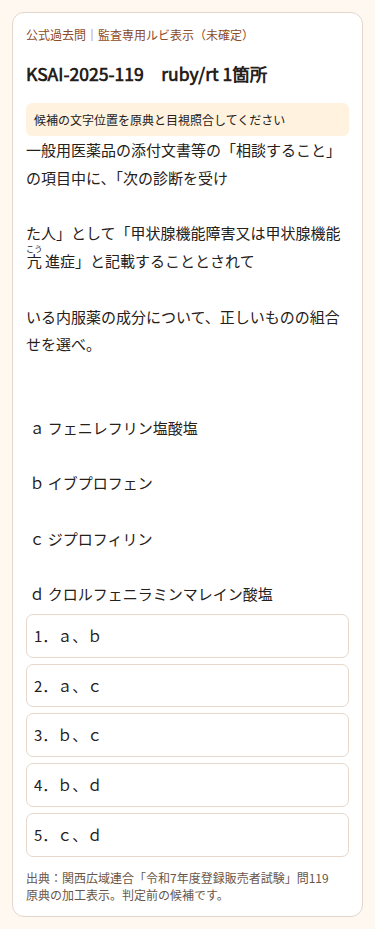 公式過去問｜監査専用ルビ表示（未確定）
KSAI-2025-119　ruby/rt 1箇所
候補の文字位置を原典と目視照合してください
一般用医薬品の添付文書等の「相談すること」
の項目中に、「次の診断を受け
た人」として「甲状腺機能障害又は甲状腺機能
こう
亢進症」と記載することとされて
いる内服薬の成分について、正しいものの組合
せを選べ。
ａ フェニレフリン塩酸塩
ｂ イブプロフェン
ｃ ジプロフィリン
ｄ クロルフェニラミンマレイン酸塩
1．ａ、ｂ
2．ａ、ｃ
3．ｂ、ｃ
4．ｂ、ｄ
5．ｃ、ｄ
出典：関西広域連合「令和7年度登録販売者試験」問119
原典の加工表示。判定前の候補です。